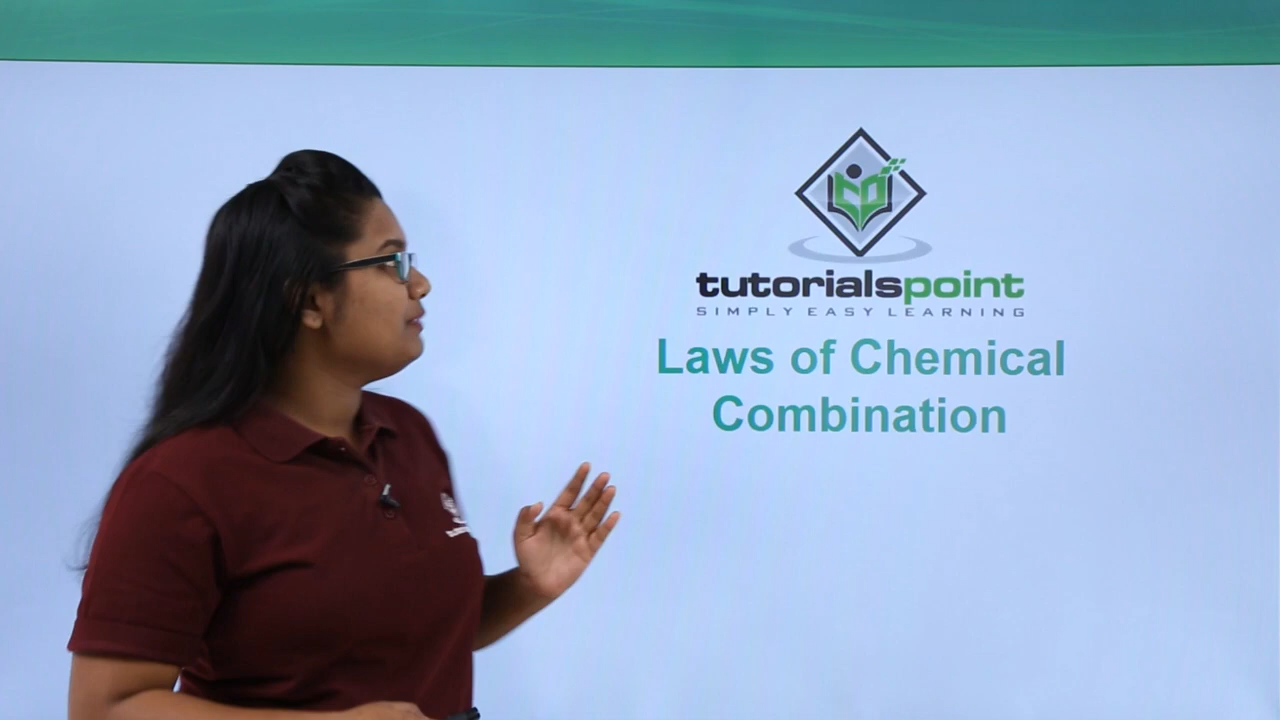 tutorialspoint
SIMPLY EASY LEARNING
Laws of Chemical
Combination